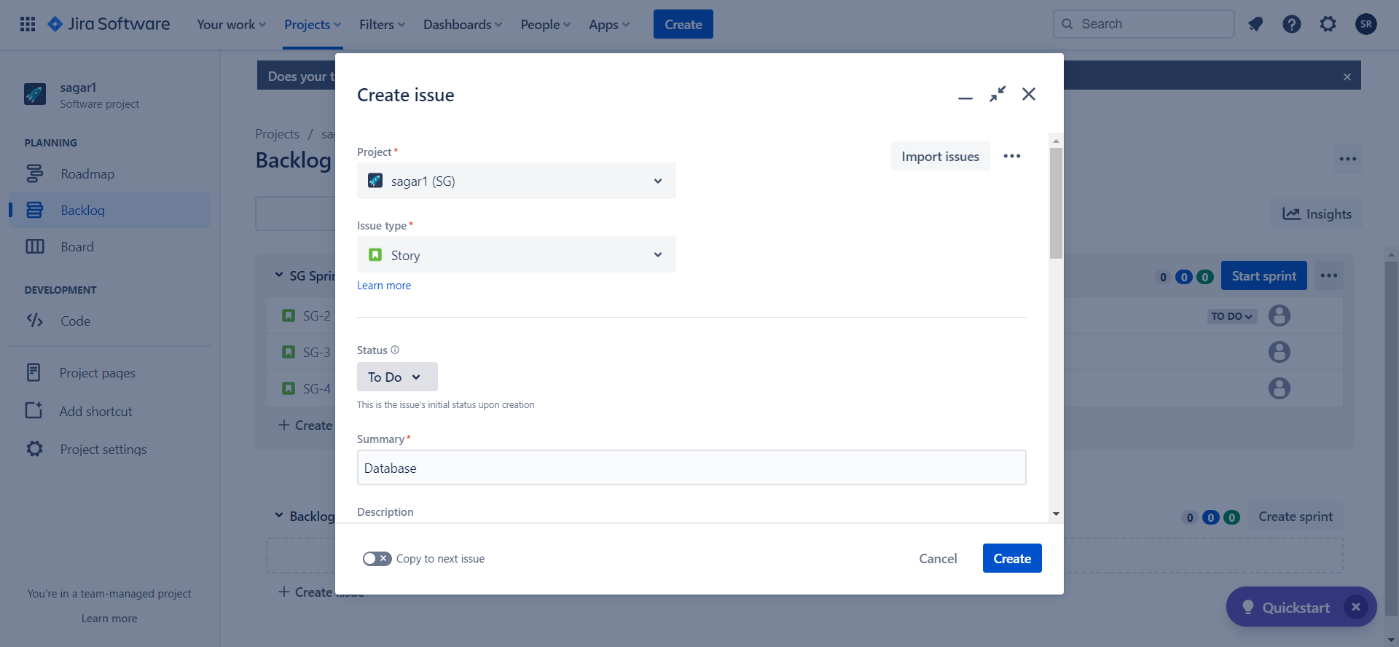 Jira Software Your work Projects Filters Dashboards People Apps Create Search SR
sagar1
Software project
PLANNING
Roadmap
Backlog
Board
DEVELOPMENT
Code
Project pages
Add shortcut
Project settings
You're in a team-managed project
Learn more
Does your
Projects /
Backlog
Insights
SG
0 0 0 Start sprint
SG-2 TO DO
SG-3
SG-4
+ Create
Backlog 0 0 0 Create sprint
+ Create
Quickstart
Create issue
Import issues
Project *
sagar1 (SG)
Issue type *
Story
Learn more
Status
To Do
This is the issue's initial status upon creation
Summary *
Database
Description
Copy to next issue Cancel Create